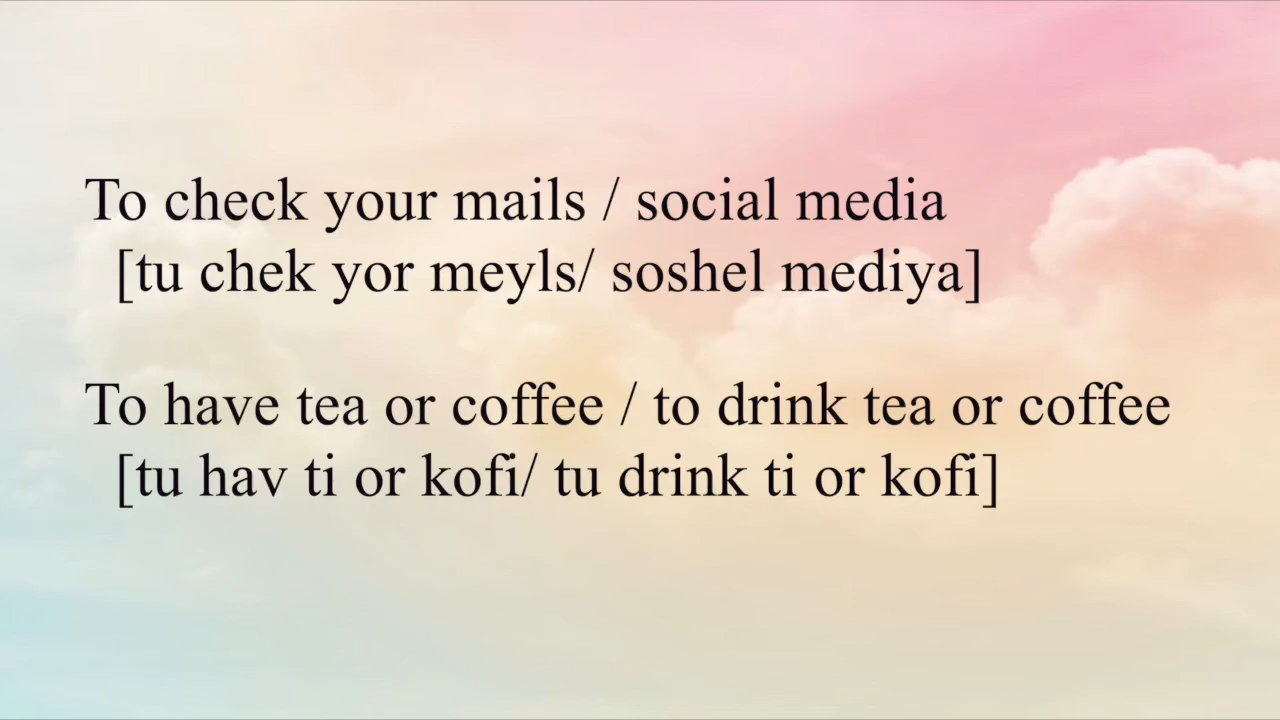 To check your mails / social media
[tu chek yor meyls/ soshel mediya]
To have tea or coffee / to drink tea or coffee
[tu hav ti or kofi/ tu drink ti or kofi]